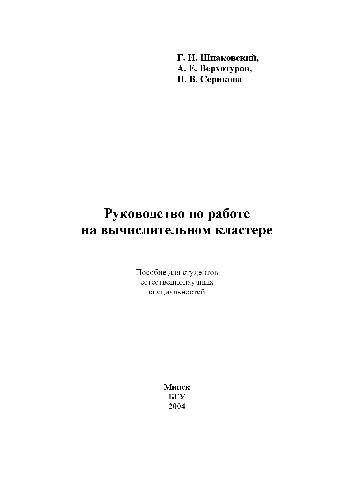 Г. И. Шпаковский,
А. Е. Верхотуров,
Н. В. Серикова
Руководство по работе
на вычислительном кластере
Пособие для студентов
естественнонаучных
специальностей
Минск
БГУ
2004